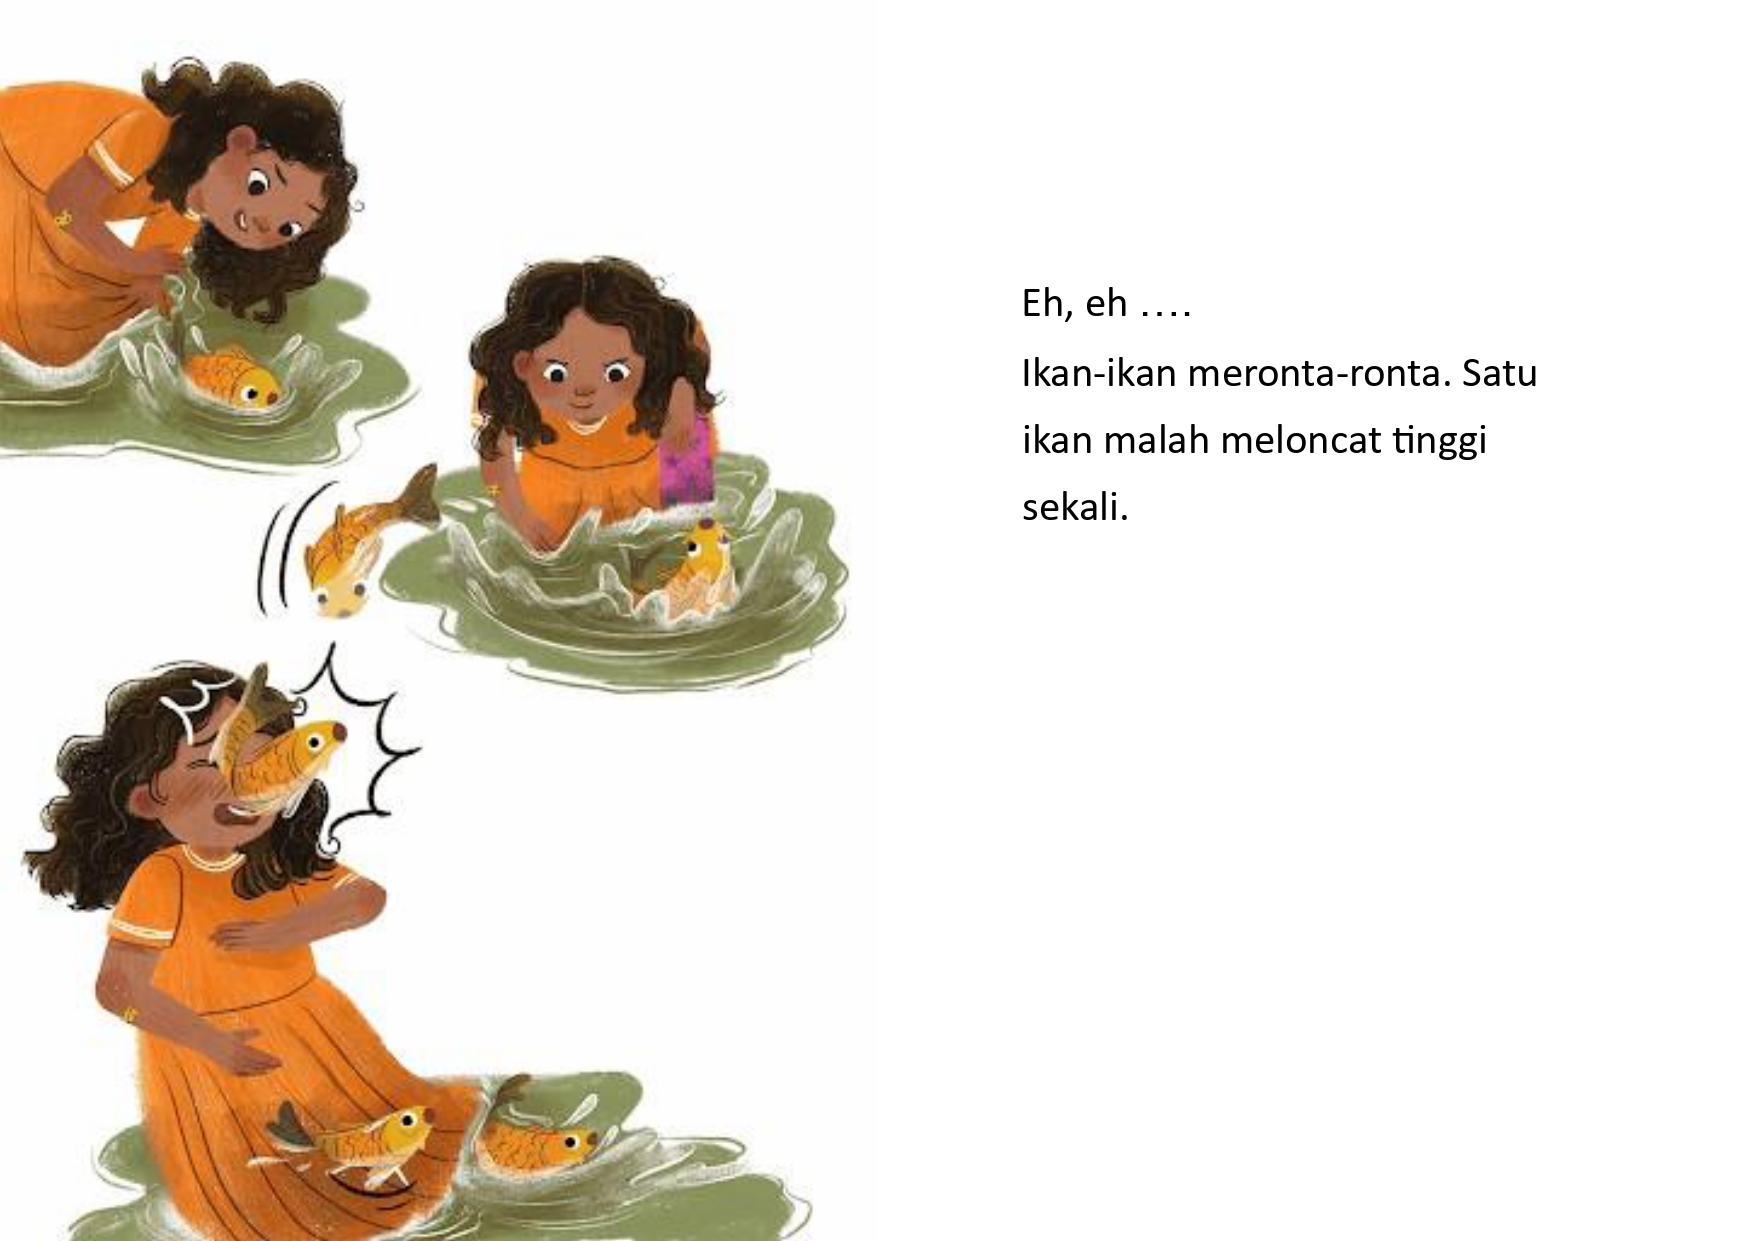 Eh, eh ....
Ikan-ikan meronta-ronta. Satu
ikan malah meloncat tinggi
sekali.